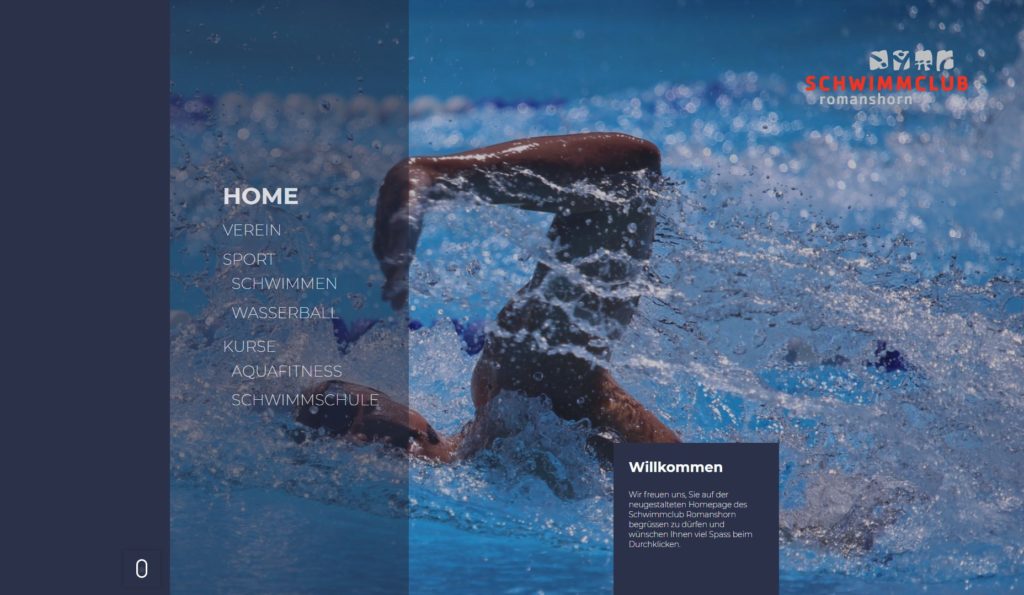 SCHWIMMCLUB
romanshorn
HOME
VEREIN
SPORT
SCHWIMMEN
WASSERBALL
KURSE
AQUAFITNESS
SCHWIMMSCHULE
Willkommen
Wir freuen uns, Sie auf der
neugestalteten Homepage des
Schwimmclub Romanshorn
begrüssen zu dürfen und
wünschen Ihnen viel Spass beim
Durchklicken.